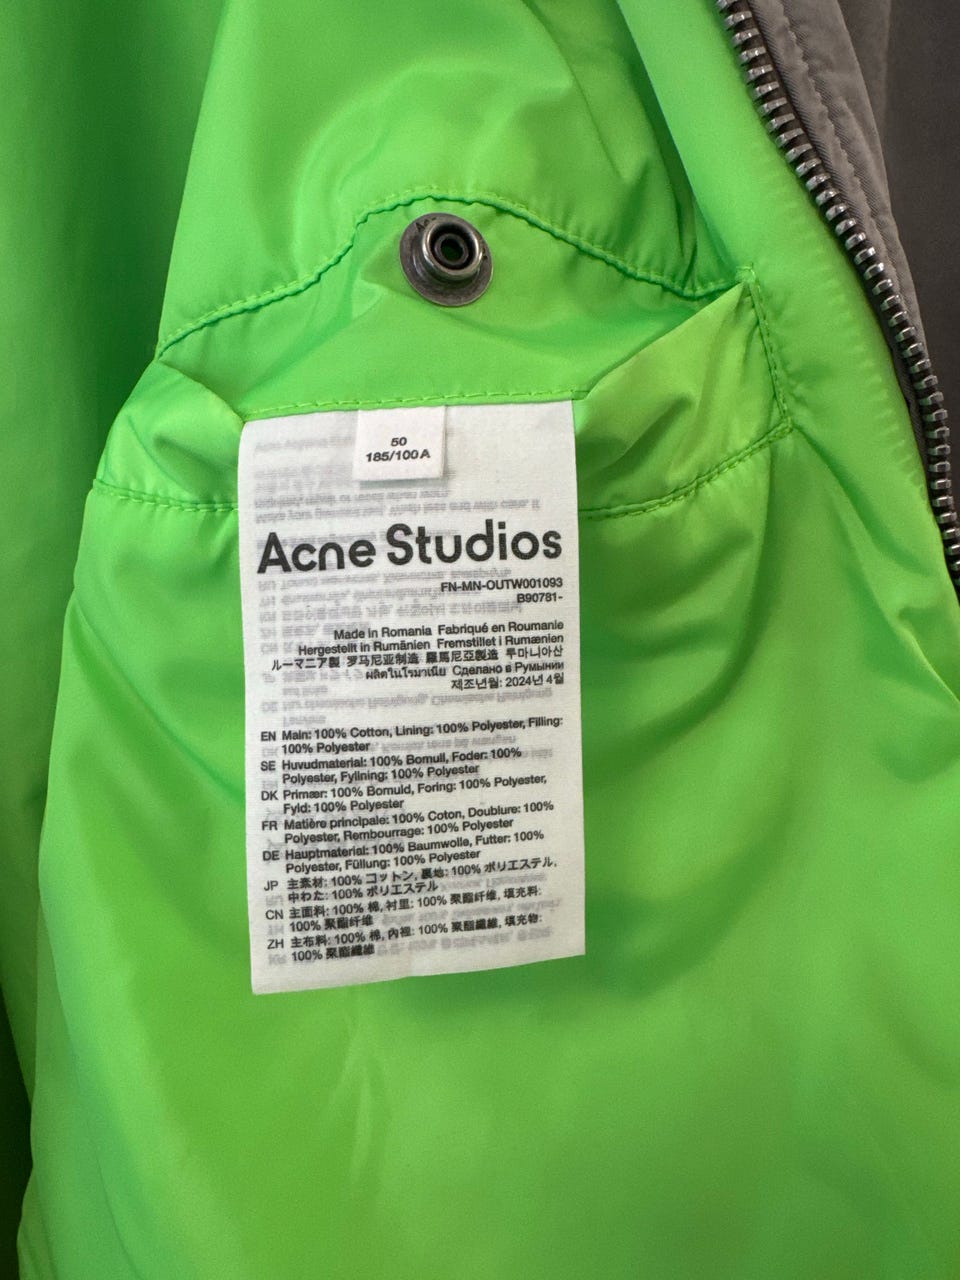 50
185/100A
Acne Studios
FN-MN-OUTW001093
B90781-
Made in Romania Fabriqué en Roumanie
Hergestellt in Rumänien Fremstillet i Rumænien
ルーマニア製 罗马尼亚制造 羅馬尼亞製造 루마니아산
ผลิตในโรมาเนีย Сделано в Румынии
제조년월: 2024년 4월
EN Main: 100% Cotton, Lining: 100% Polyester, Filling:
100% Polyester
SE Huvudmaterial: 100% Bomull, Foder: 100%
Polyester, Fyllning: 100% Polyester
DK Primær: 100% Bomuld, Foring: 100% Polyester,
Fyld: 100% Polyester
FR Matière principale: 100% Coton, Doublure: 100%
Polyester, Rembourrage: 100% Polyester
DE Hauptmaterial: 100% Baumwolle, Futter: 100%
Polyester, Füllung: 100% Polyester
JP 主素材: 100% コットン, 裏地: 100% ポリエステル,
中わた: 100% ポリエステル
CN 主面料: 100% 棉, 衬里: 100% 聚酯纤维, 填充料:
100% 聚酯纤维
ZH 主布料: 100% 棉, 內裡: 100% 聚酯纖維, 填充物:
100% 聚酯纖維